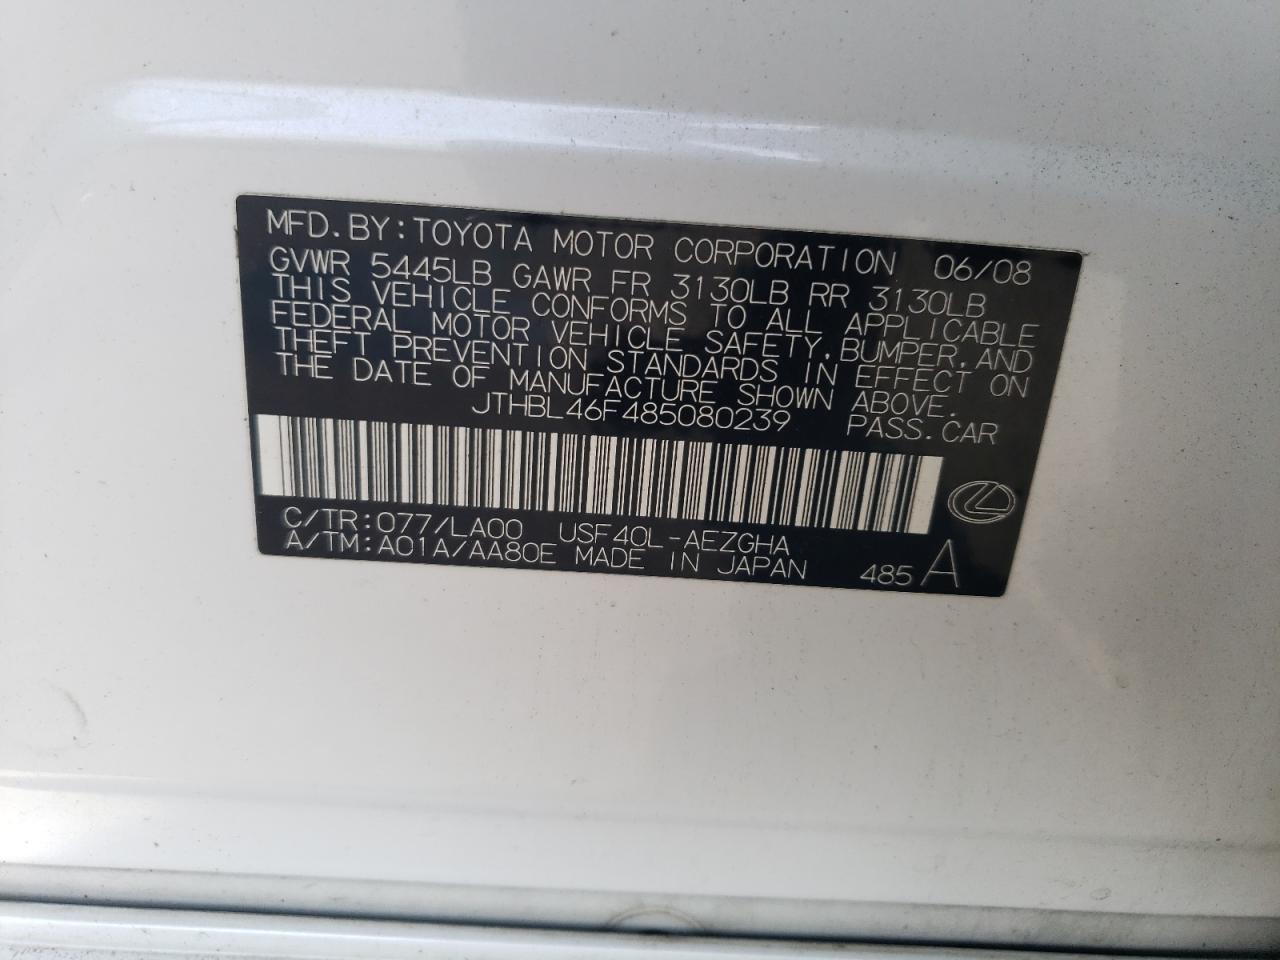 MFD.BY:TOYOTA MOTOR CORPORATION 06/08
GVWR 5445LB GAWR FR 3130LB RR 3130LB
THIS VEHICLE CONFORMS TO ALL APPLICABLE
FEDERAL MOTOR VEHICLE SAFETY,BUMPER,AND
THEFT PREVENTION STANDARDS IN EFFECT ON
THE DATE OF MANUFACTURE SHOWN ABOVE.
JTHBL46F485080239 PASS.CAR
C/TR:077/LA00 USF40L-AEZGHA
A/TM:A01A/AA80E MADE IN JAPAN 485 A